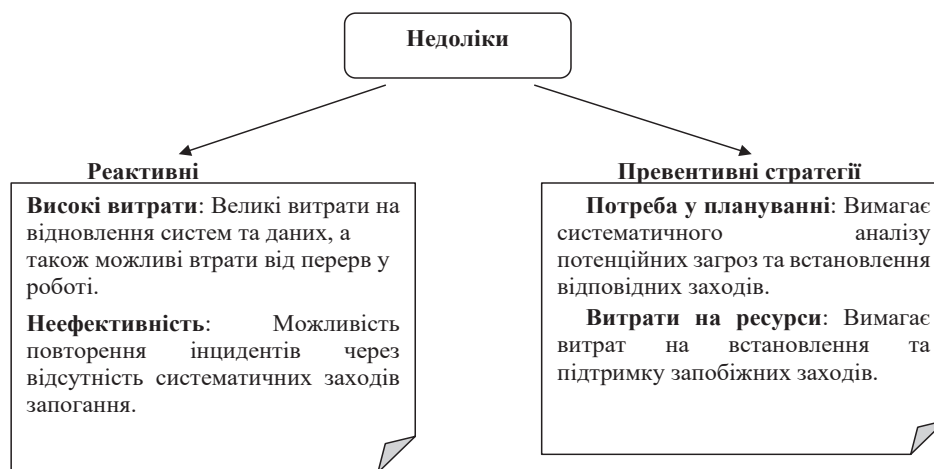 Недоліки
Реактивні
Високі витрати: Великі витрати на
відновлення систем та даних, а
також можливі втрати від перерв у
роботі.
Неефективність: Можливість
повторення інцидентів через
відсутність систематичних заходів
запогання.
Превентивні стратегії
Потреба у плануванні: Вимагає
систематичного аналізу
потенційних загроз та встановлення
відповідних заходів.
Витрати на ресурси: Вимагає
витрат на встановлення та
підтримку запобіжних заходів.